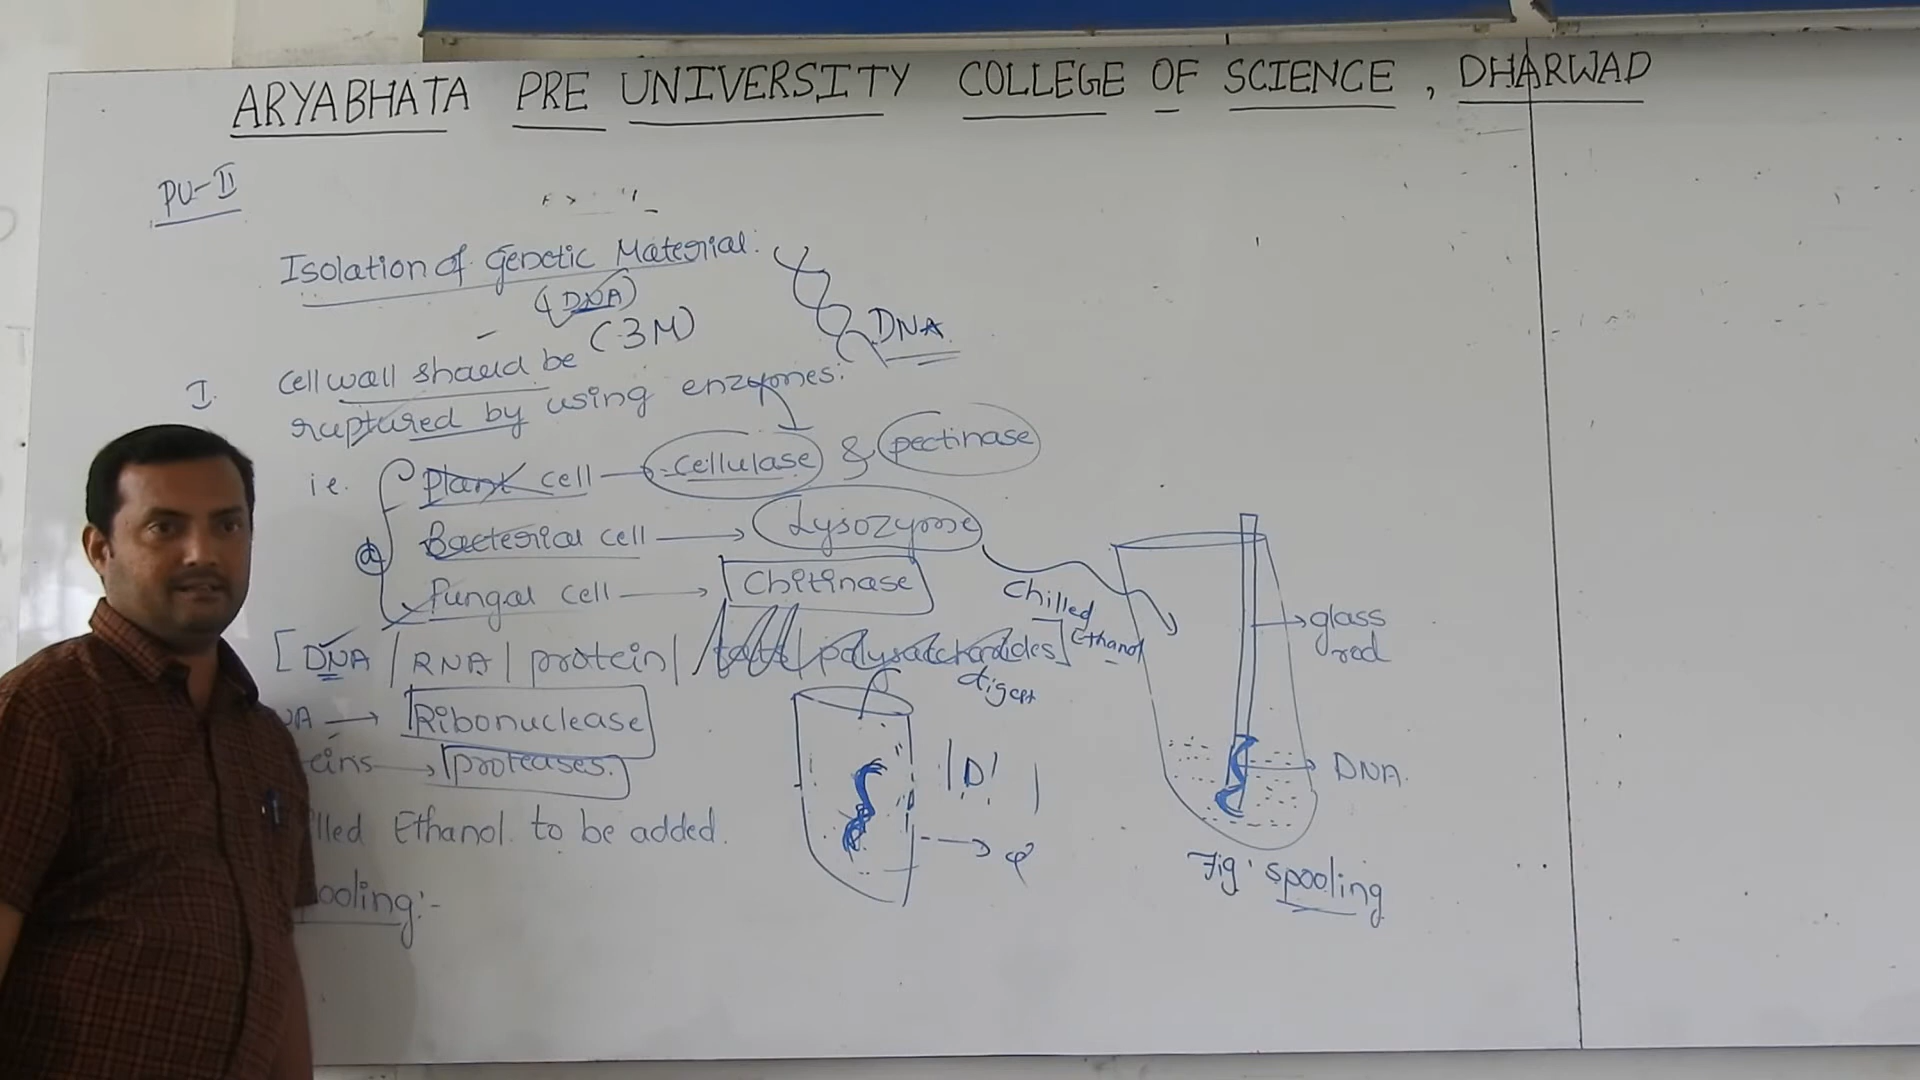 ARYABHATA PRE UNIVERSITY COLLEGE OF SCIENCE, DHARWAD
PU-II
Isolation of Genetic Material:
(DNA)
(3M)
DNA
I. Cell wall should be
ruptured by using enzymes:
i.e. Plant cell cellulase & pectinase
Bacterial cell → Lysozyme
Fungal cell → Chitinase
[DNA / RNA / protein / polysaccharides]
Chilled
Ethanol
digest
→ Ribonuclease
→ proteases.
Ethanol to be added.
D
glass
rod
DNA.
Fig: spooling